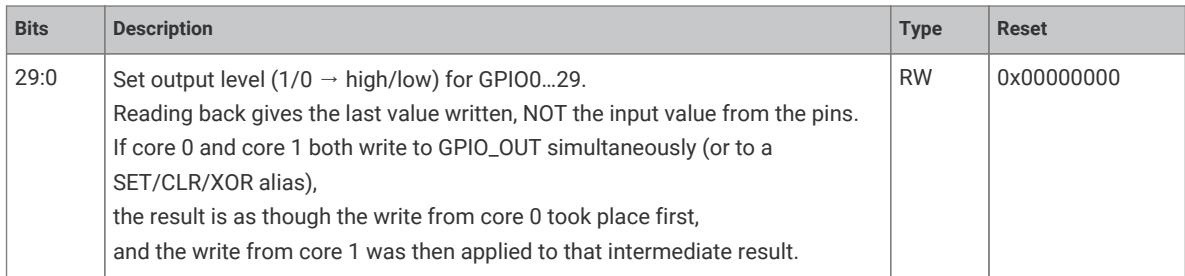 Bits Description Type Reset
29:0 Set output level (1/0 → high/low) for GPIO0…29. RW 0x00000000
Reading back gives the last value written, NOT the input value from the pins.
If core 0 and core 1 both write to GPIO_OUT simultaneously (or to a
SET/CLR/XOR alias),
the result is as though the write from core 0 took place first,
and the write from core 1 was then applied to that intermediate result.